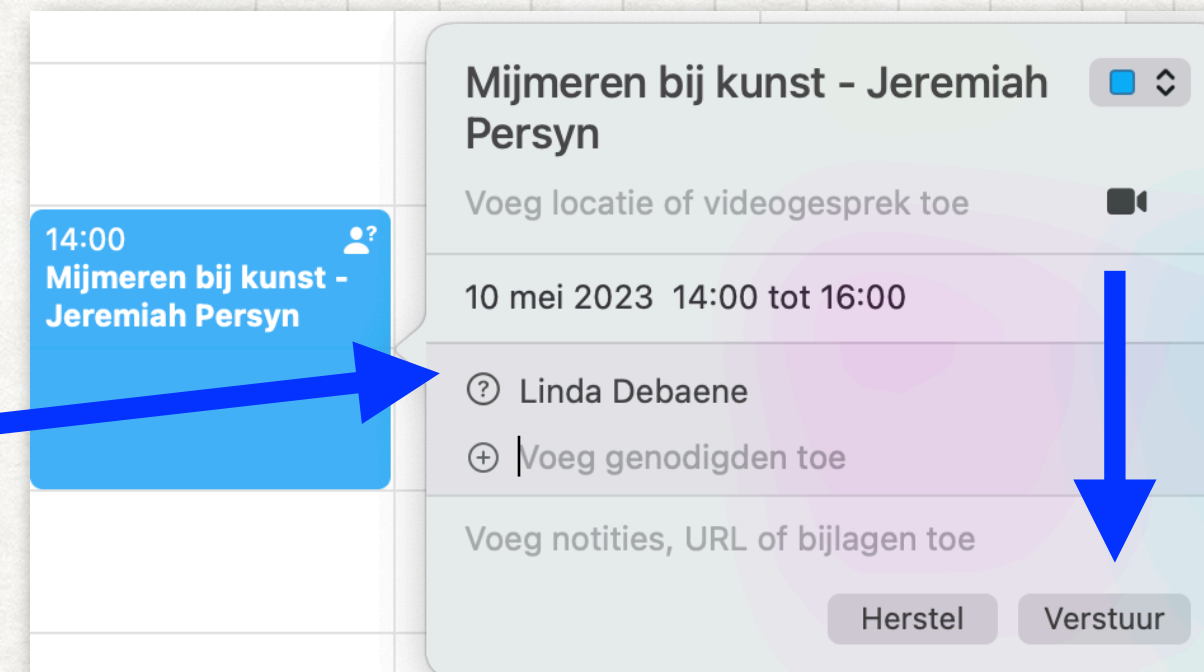 14:00
Mijmeren bij kunst -
Jeremiah Persyn
Mijmeren bij kunst - Jeremiah
Persyn
Voeg locatie of videogesprek toe
10 mei 2023 14:00 tot 16:00
Linda Debaene
Voeg genodigden toe
Voeg notities, URL of bijlagen toe
Herstel Verstuur